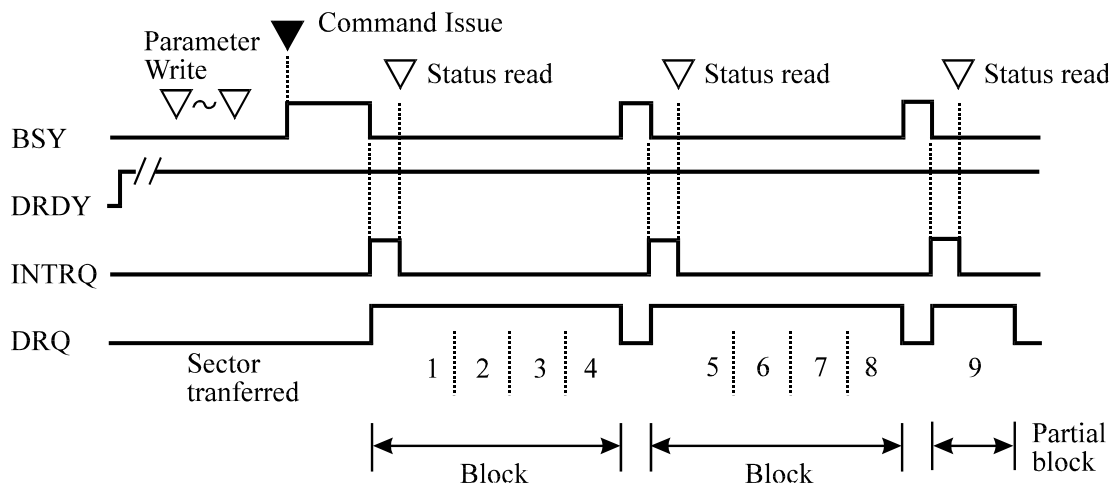 Command Issue
Parameter
Write
~
Status read
Status read
Status read
BSY
DRDY
INTRQ
DRQ
Sector
tranferred
1 2 3 4 5 6 7 8 9
Block
Block
Partial
block